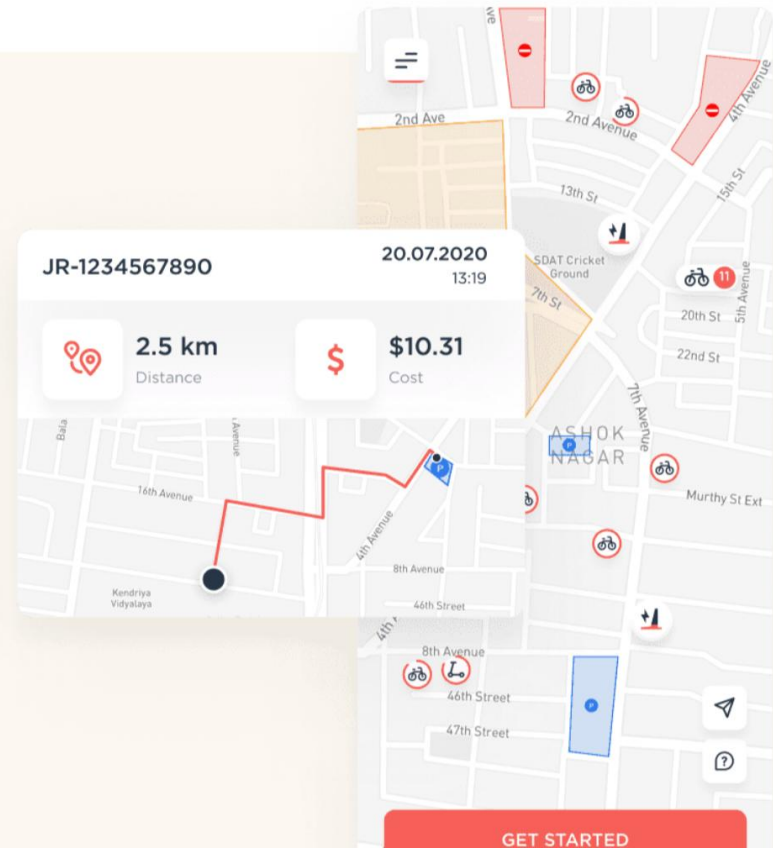 2nd Ave
2nd Avenue
4th Avenue
15th St
13th St
SDAT Cricket
Ground
7th St
11
5th Avenue
20th St
22nd St
7th Avenue
ASHOK
NAGAR
Murthy St Ext
JR-1234567890
20.07.2020
13:19
2.5 km
Distance
$
$10.31
Cost
Avenue
16th Avenue
P
4th Avenue
8th Avenue
Kendriya
Vidyalaya
46th Street
P
8th Avenue
46th Street
47th Street
P
?
GET STARTED